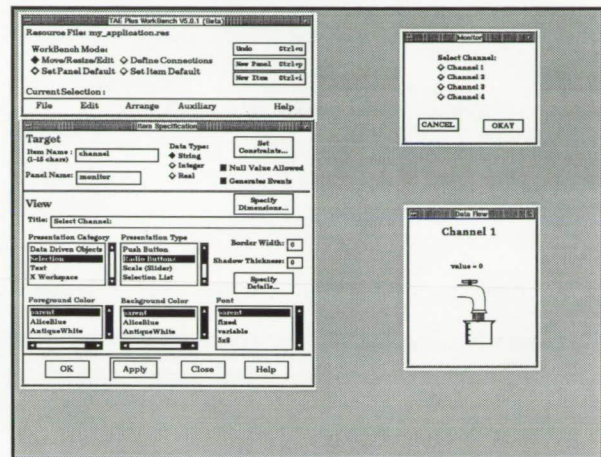 TAE Plus WorkBench V5.0.1 (Beta)
Resource File: my_application.res
WorkBench Mode:
Move/Resize/Edit Define Connections
Set Panel Default Set Item Default
Undo Ctrl+u
New Panel Ctrl+p
New Item Ctrl+i
Current Selection:
File Edit Arrange Auxiliary Help
Item Specification
Target
Item Name: channel
(1-15 chars)
Panel Name: monitor
Data Type:
String
Integer
Real
Set
Constraints...
Null Value Allowed
Generates Events
View
Specify
Dimensions...
Title: Select Channel:
Presentation Category
Data Driven Objects
Selection
Text
X Workspace
Presentation Type
Push Button
Radio Buttons
Scale (Slider)
Selection List
Border Width: 0
Shadow Thickness: 0
Specify
Details...
Foreground Color
parent
AliceBlue
AntiqueWhite
Background Color
parent
AliceBlue
AntiqueWhite
Font
parent
fixed
variable
5x8
OK Apply Close Help
Monitor
Select Channel:
Channel 1
Channel 2
Channel 3
Channel 4
CANCEL OKAY
Data Flow
Channel 1
value = 0